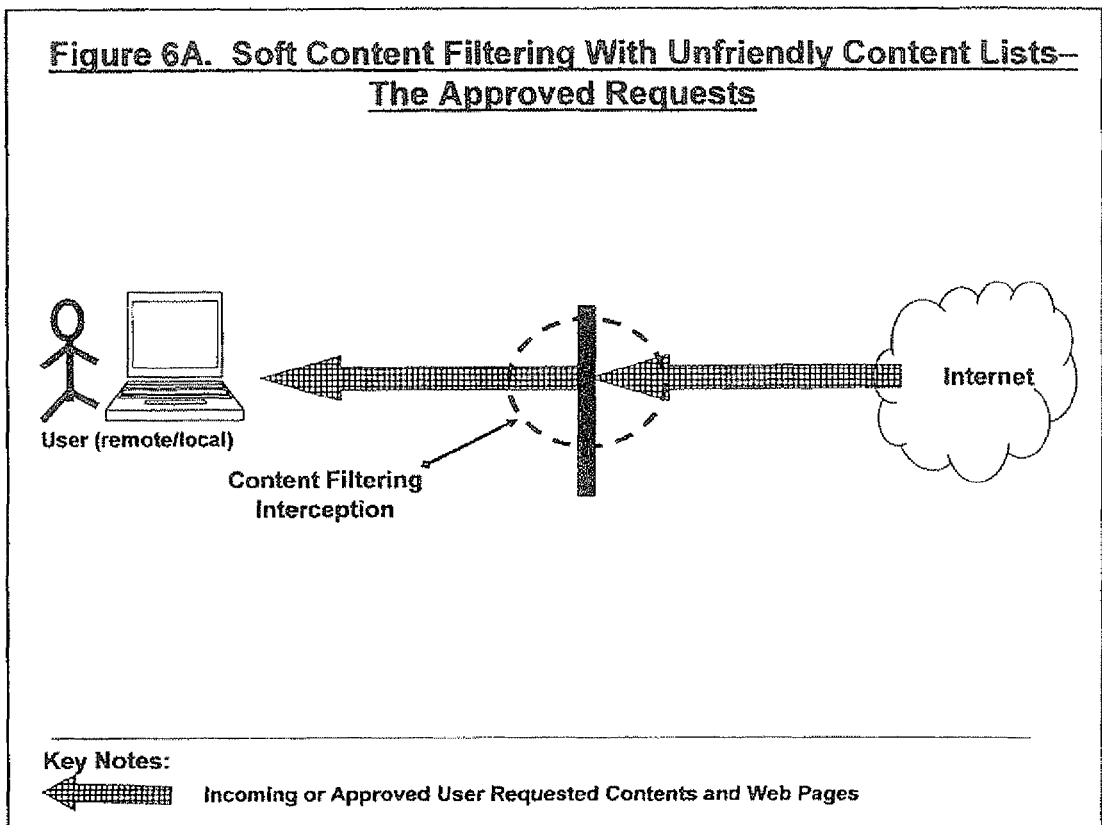 Figure 6A. Soft Content Filtering With Unfriendly Content Lists–
The Approved Requests
Internet
User (remote/local)
Content Filtering
Interception
Key Notes:
Incoming or Approved User Requested Contents and Web Pages